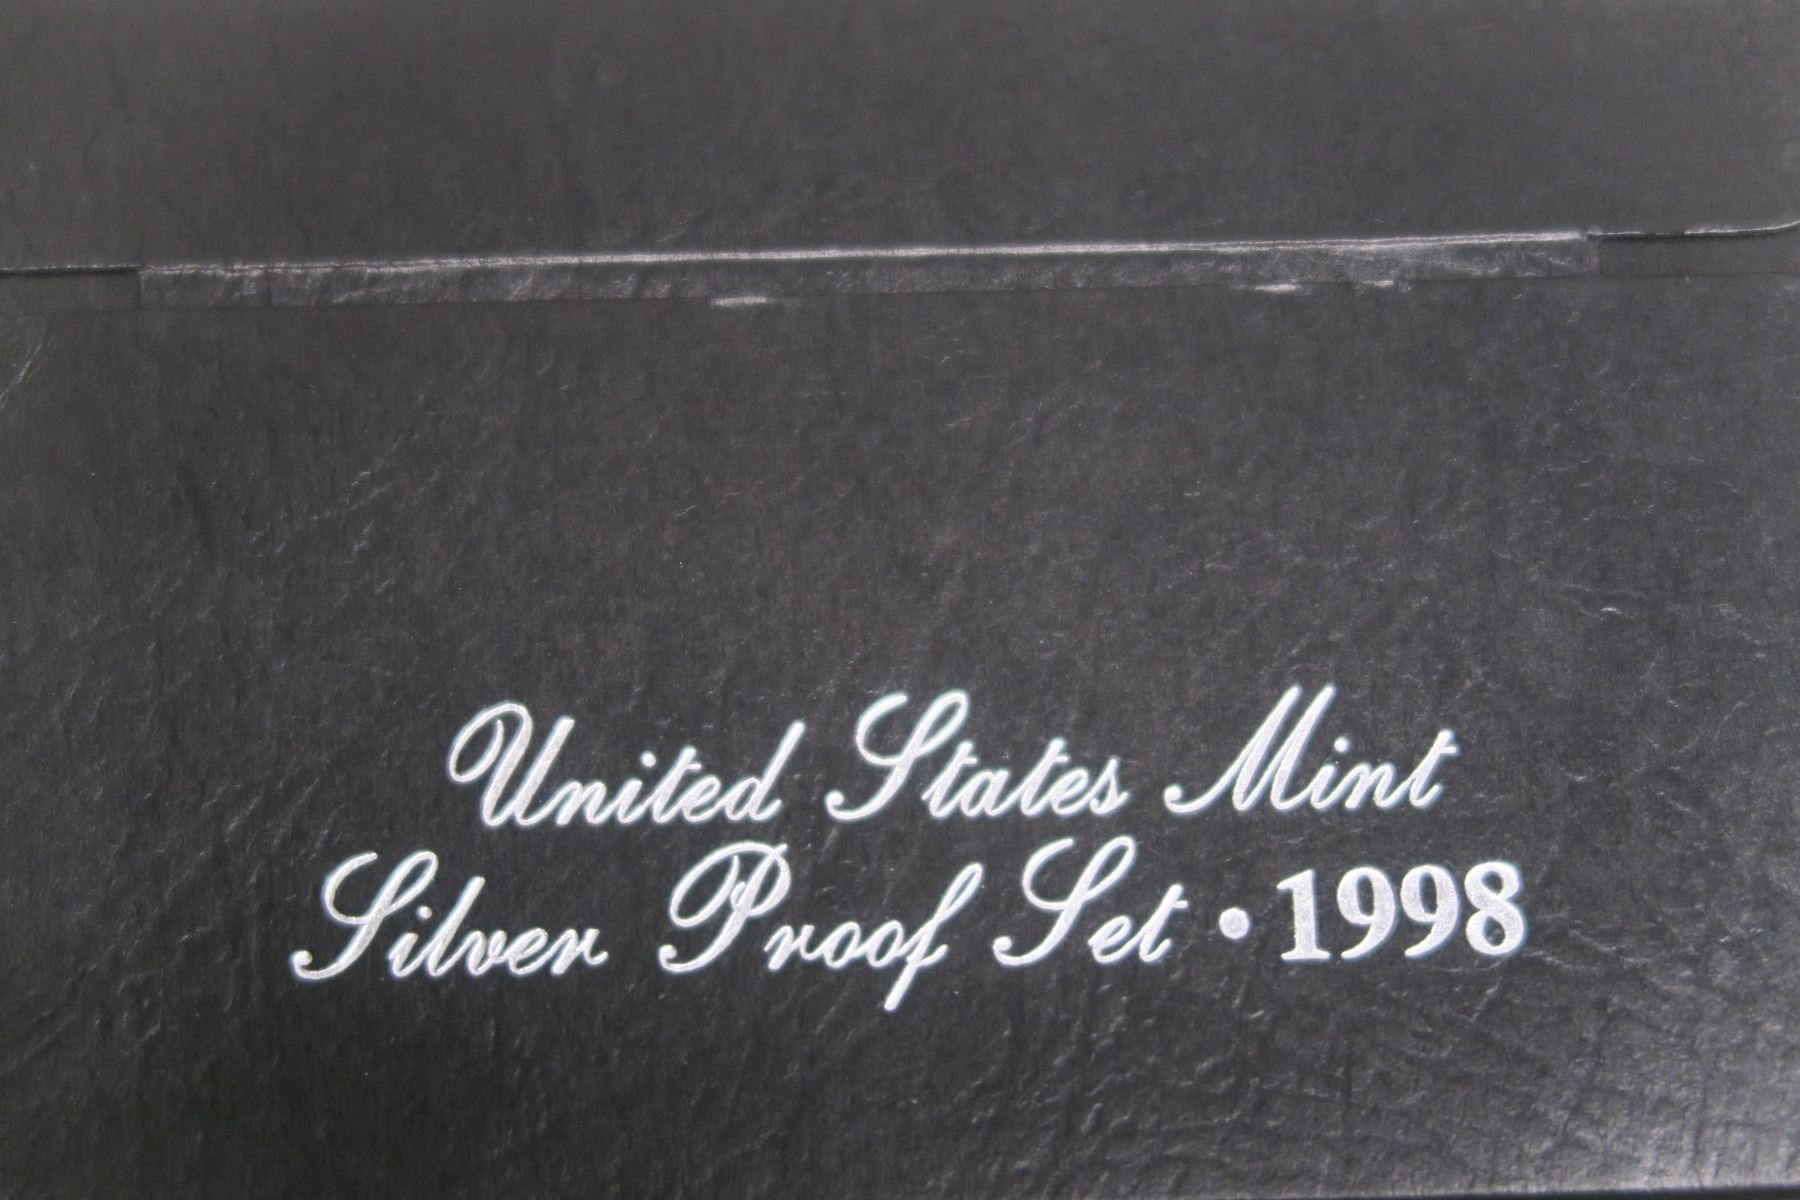 United States Mint
Silver Proof Set • 1998